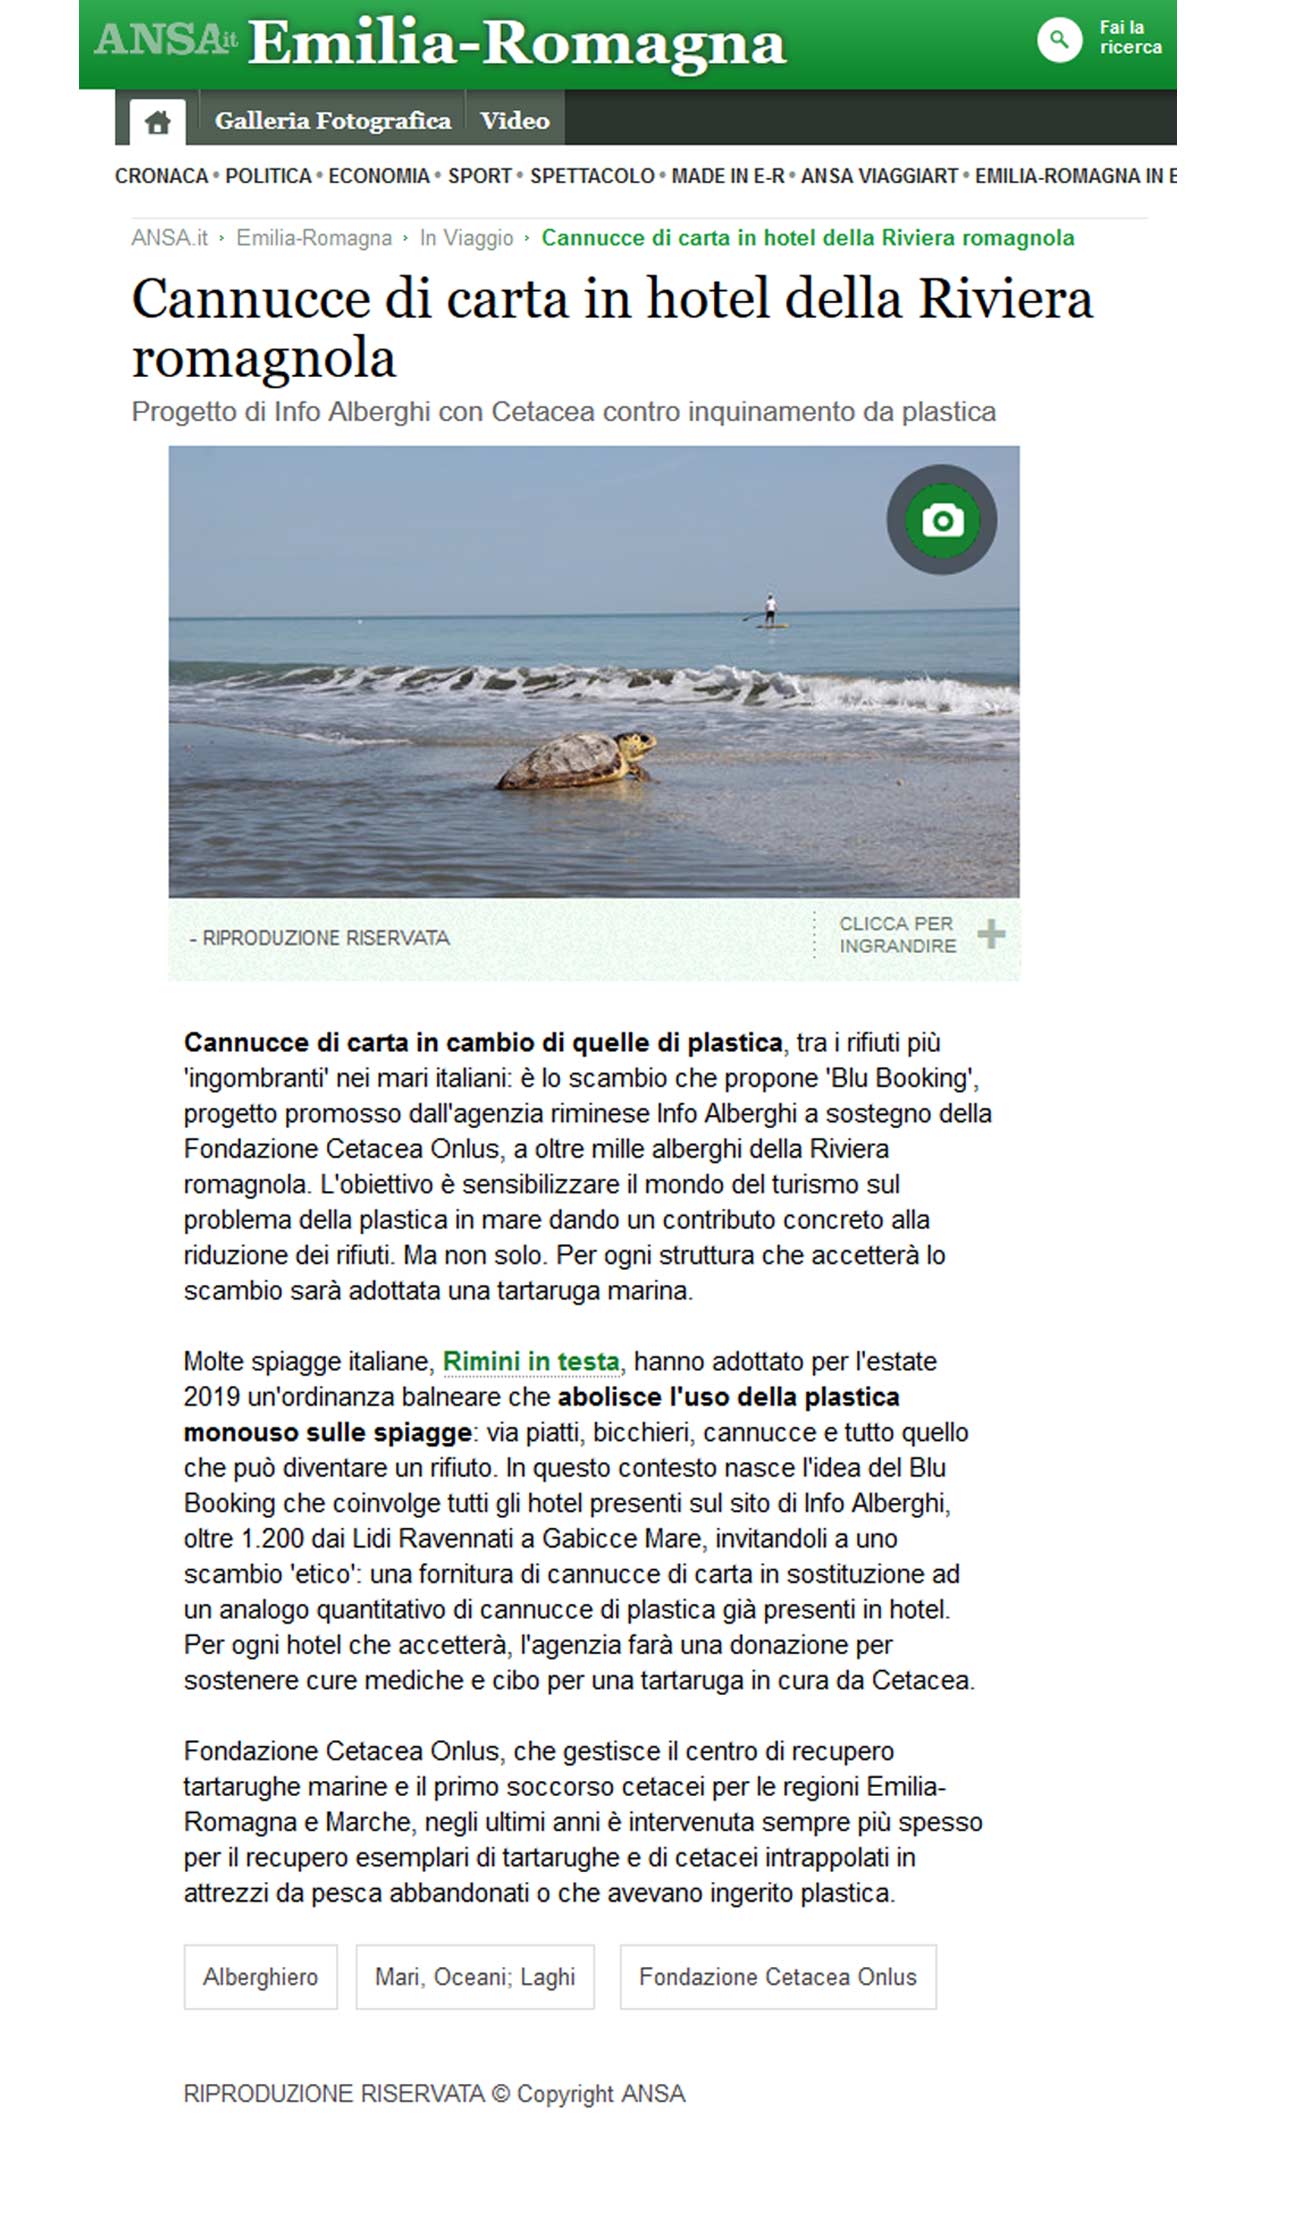 ANSA.it Emilia-Romagna
Fai la
ricerca
Galleria Fotografica Video
CRONACA • POLITICA • ECONOMIA • SPORT • SPETTACOLO • MADE IN E-R • ANSA VIAGGIART • EMILIA-ROMAGNA IN E
ANSA.it › Emilia-Romagna › In Viaggio › Cannucce di carta in hotel della Riviera romagnola
Cannucce di carta in hotel della Riviera
romagnola
Progetto di Info Alberghi con Cetacea contro inquinamento da plastica
- RIPRODUZIONE RISERVATA
CLICCA PER
INGRANDIRE
Cannucce di carta in cambio di quelle di plastica, tra i rifiuti più
'ingombranti' nei mari italiani: è lo scambio che propone 'Blu Booking',
progetto promosso dall'agenzia riminese Info Alberghi a sostegno della
Fondazione Cetacea Onlus, a oltre mille alberghi della Riviera
romagnola. L'obiettivo è sensibilizzare il mondo del turismo sul
problema della plastica in mare dando un contributo concreto alla
riduzione dei rifiuti. Ma non solo. Per ogni struttura che accetterà lo
scambio sarà adottata una tartaruga marina.
Molte spiagge italiane, Rimini in testa, hanno adottato per l'estate
2019 un'ordinanza balneare che abolisce l'uso della plastica
monouso sulle spiagge: via piatti, bicchieri, cannucce e tutto quello
che può diventare un rifiuto. In questo contesto nasce l'idea del Blu
Booking che coinvolge tutti gli hotel presenti sul sito di Info Alberghi,
oltre 1.200 dai Lidi Ravennati a Gabicce Mare, invitandoli a uno
scambio 'etico': una fornitura di cannucce di carta in sostituzione ad
un analogo quantitativo di cannucce di plastica già presenti in hotel.
Per ogni hotel che accetterà, l'agenzia farà una donazione per
sostenere cure mediche e cibo per una tartaruga in cura da Cetacea.
Fondazione Cetacea Onlus, che gestisce il centro di recupero
tartarughe marine e il primo soccorso cetacei per le regioni Emilia-
Romagna e Marche, negli ultimi anni è intervenuta sempre più spesso
per il recupero esemplari di tartarughe e di cetacei intrappolati in
attrezzi da pesca abbandonati o che avevano ingerito plastica.
Alberghiero Mari, Oceani; Laghi Fondazione Cetacea Onlus
RIPRODUZIONE RISERVATA © Copyright ANSA